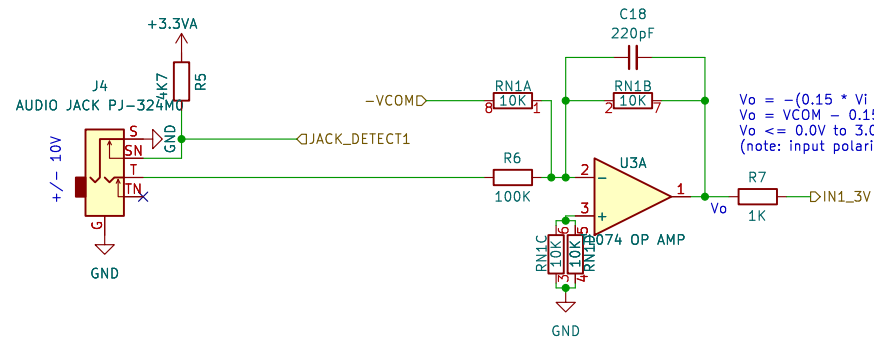 +3.3VA
J4
AUDIO JACK PJ-324M0
4K7
R5
+/- 10V
S
SN
T
TN
G
GND
GND
JACK_DETECT1
-VCOM
RN1A
8 10K 1
C18
220pF
RN1B
2 10K 7
R6
100K
U3A
2 -
3 +
1
074 OP AMP
RN1C
10K
6
3
RN1
10K
5
4
GND
Vo
R7
1K
IN1_3V
Vo = -(0.15 * Vi
Vo = VCOM - 0.15
Vo <= 0.0V to 3.0
(note: input polari